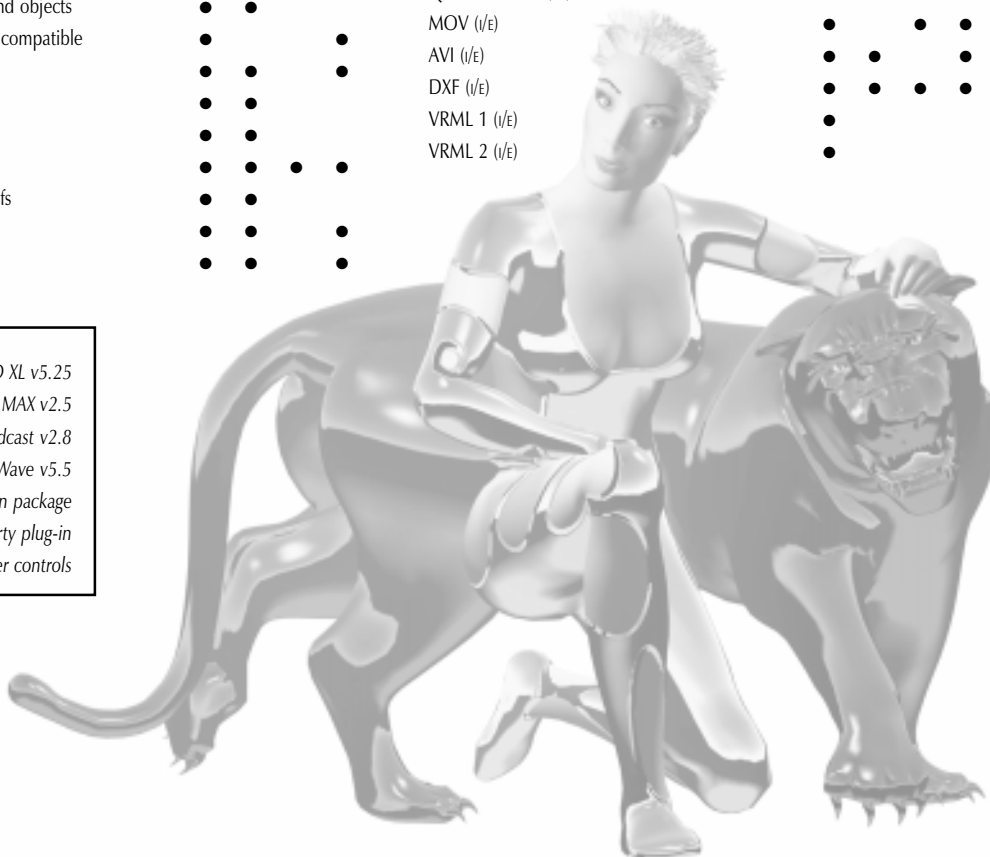 nd objects
compatible
fs
MOV (I/E)
AVI (I/E)
DXF (I/E)
VRML 1 (I/E)
VRML 2 (I/E)
XL v5.25
MAX v2.5
dcast v2.8
Wave v5.5
n package
rty plug-in
er controls